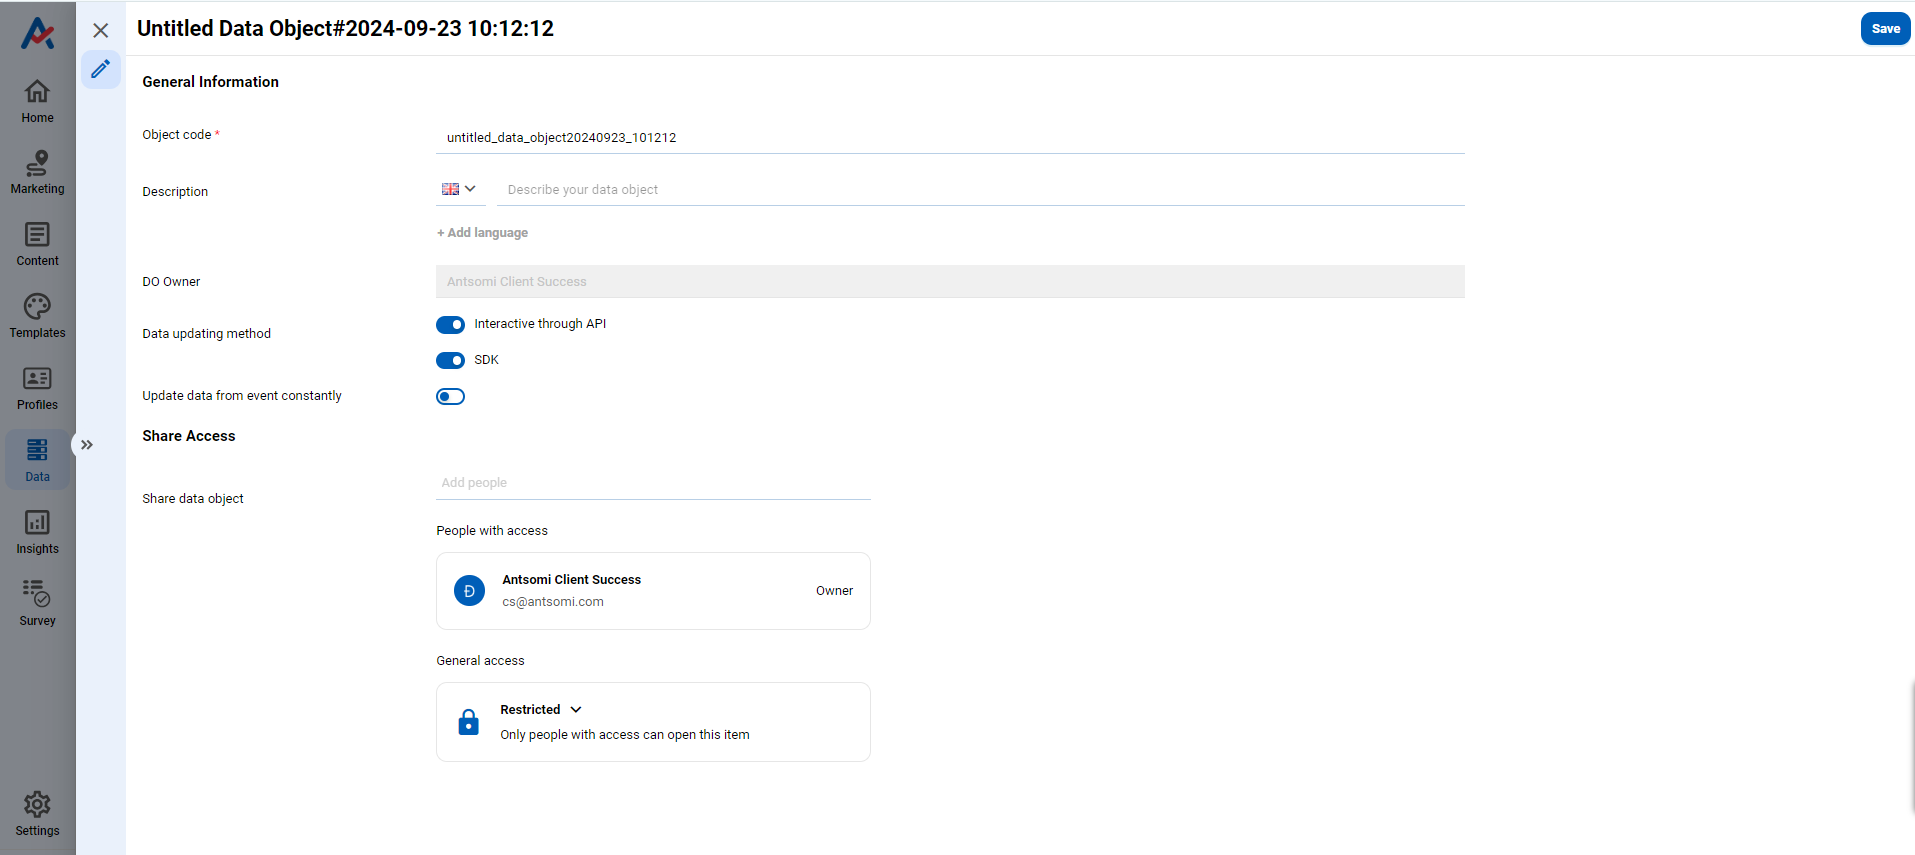 Untitled Data Object#2024-09-23 10:12:12
Save
Home
Marketing
Content
Templates
Profiles
Data
Insights
Survey
Settings
General Information
Object code *
untitled_data_object20240923_101212
Description
Describe your data object
+ Add language
DO Owner
Antsomi Client Success
Data updating method
Interactive through API
SDK
Update data from event constantly
Share Access
Share data object
Add people
People with access
Đ
Antsomi Client Success
cs@antsomi.com
Owner
General access
Restricted
Only people with access can open this item